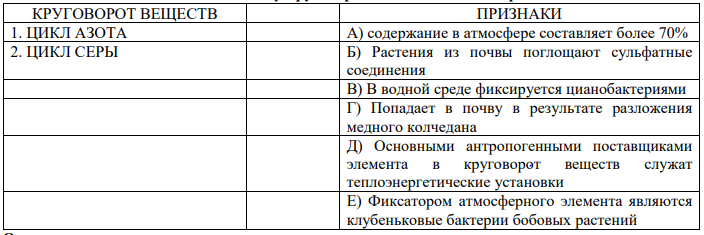 КРУГОВОРОТ ВЕЩЕСТВ ПРИЗНАКИ
1. ЦИКЛ АЗОТА А) содержание в атмосфере составляет более 70%
2. ЦИКЛ СЕРЫ Б) Растения из почвы поглощают сульфатные
соединения
В) В водной среде фиксируется цианобактериями
Г) Попадает в почву в результате разложения
медного колчедана
Д) Основными антропогенными поставщиками
элемента в круговорот веществ служат
теплоэнергетические установки
Е) Фиксатором атмосферного элемента являются
клубеньковые бактерии бобовых растений